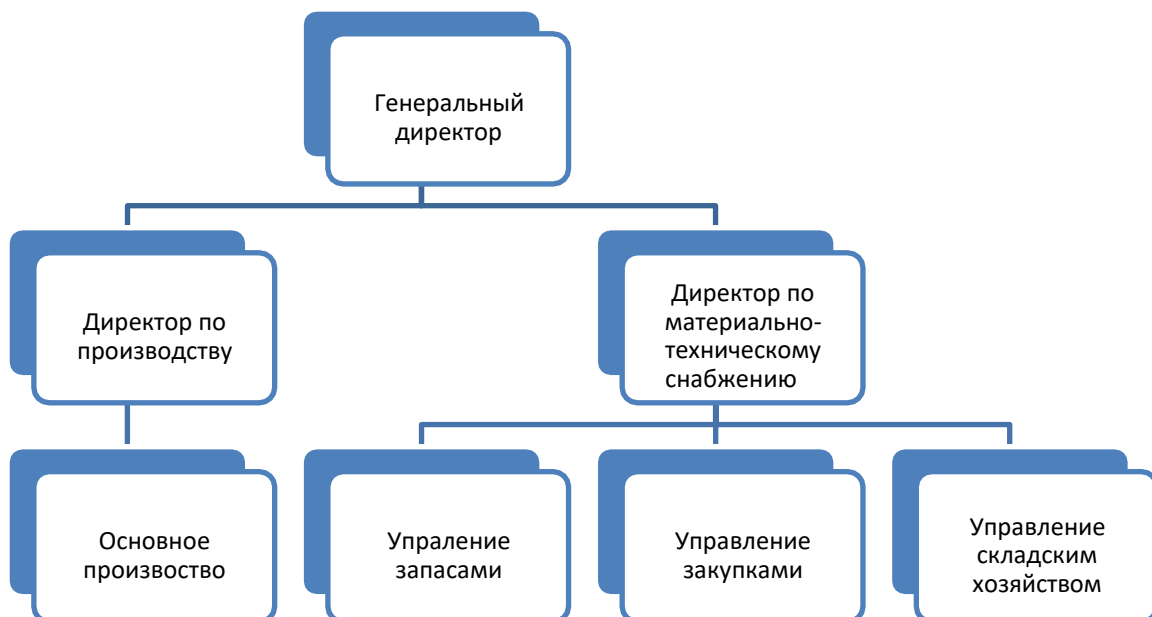 Генеральный
директор
Директор по
производству
Директор по
материально-
техническому
снабжению
Основное
произвоство
Упраление
запасами
Управление
закупками
Управление
складским
хозяйством